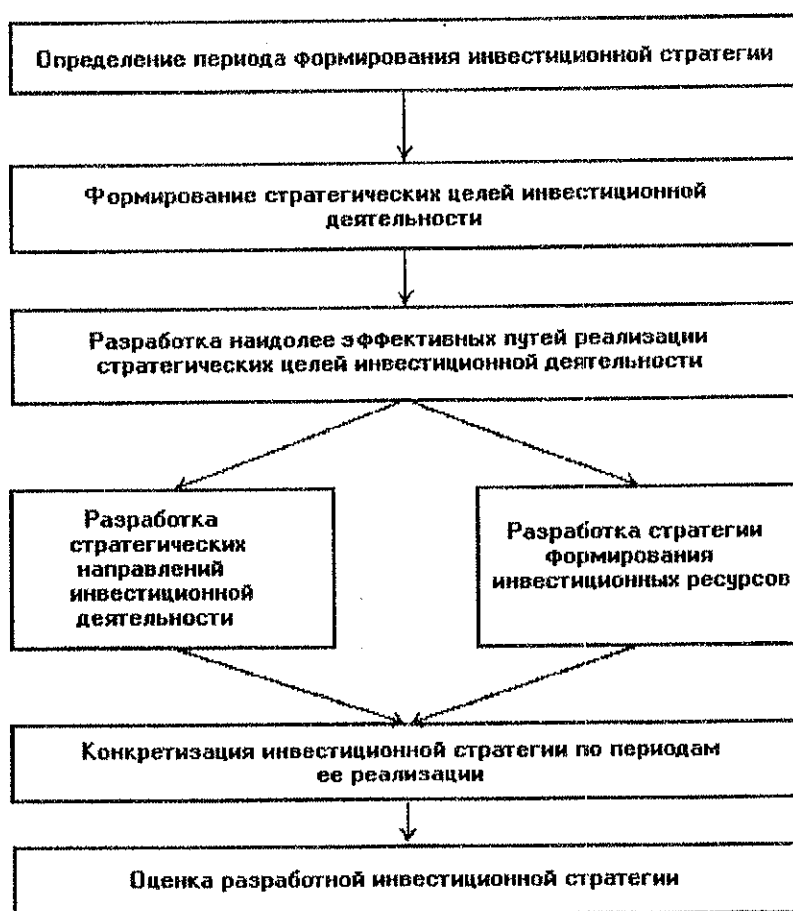 Определение периода формирования инвестиционной стратегии
Формирование стратегических целей инвестиционной
деятельности
Разработка наидолее эффективных путей реализации
стратегических целей инвестиционной деятельности
Разработка
стратегических
направлений
инвестиционной
деятельности
Разработка стратегии
формирования
инвестиционных ресурсов
Конкретизация инвестиционной стратегии по периодам
ее реализации
Оценка разработной инвестиционной стратегии